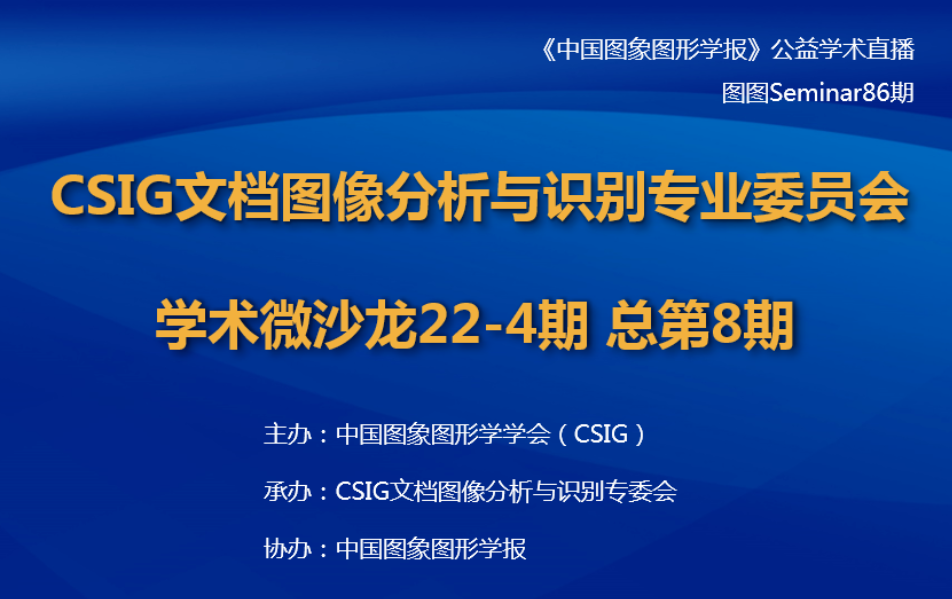 《中国图象图形学报》公益学术直播
图图Seminar86期
CSIG文档图像分析与识别专业委员会
学术微沙龙22-4期 总第8期
主办：中国图象图形学学会（CSIG）
承办：CSIG文档图像分析与识别专委会
协办：中国图象图形学报